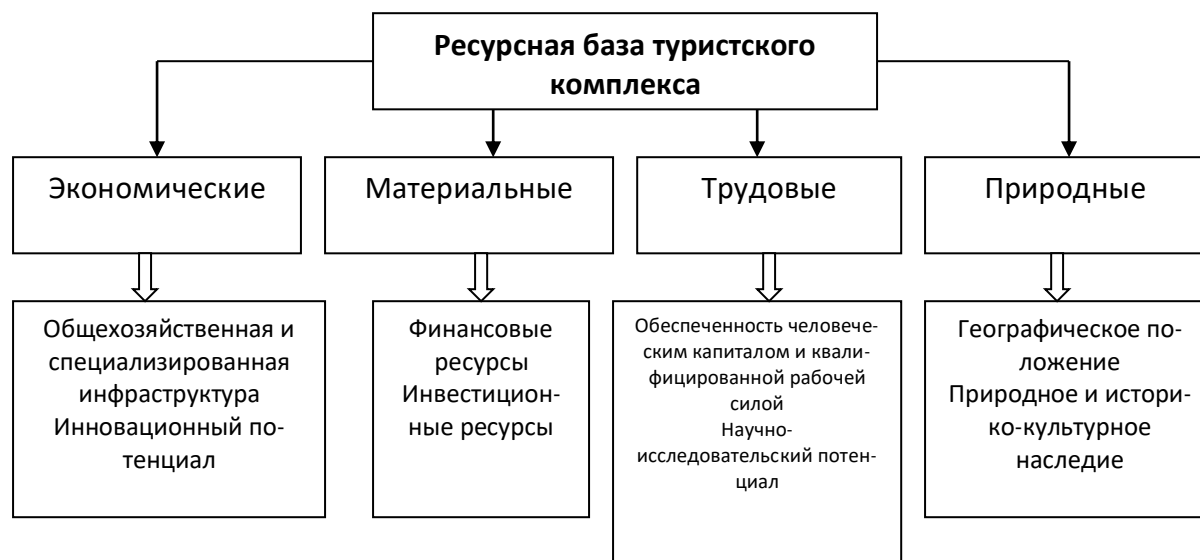 Ресурсная база туристского
комплекса
Экономические
Материальные
Трудовые
Природные
Общехозяйственная и
специализированная
инфраструктура
Инновационный по-
тенциал
Финансовые
ресурсы
Инвестицион-
ные ресурсы
Обеспеченность человече-
ским капиталом и квали-
фицированной рабочей
силой
Научно-
исследовательский потен-
циал
Географическое по-
ложение
Природное и истори-
ко-культурное
наследие